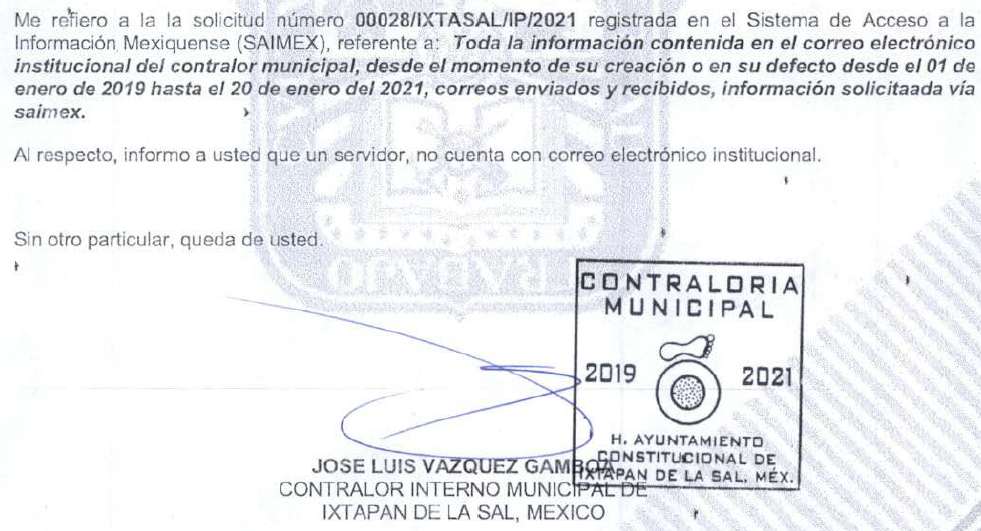 Me refiero a la la solicitud número 00028/IXTASAL/IP/2021 registrada en el Sistema de Acceso a la
Información Mexiquense (SAIMEX), referente a: Toda la información contenida en el correo electrónico
institucional del contralor municipal, desde el momento de su creación o en su defecto desde el 01 de
enero de 2019 hasta el 20 de enero del 2021, correos enviados y recibidos, información solicitaada vía
saimex.
Al respecto, informo a usted que un servidor, no cuenta con correo electrónico institucional.
Sin otro particular, queda de usted.
TRABAJO
CONTRALORIA
MUNICIPAL
2019 2021
H. AYUNTAMIENTO
CONSTITUCIONAL DE
IXTAPAN DE LA SAL, MÉX.
JOSE LUIS VAZQUEZ GAMBOA
CONTRALOR INTERNO MUNICIPAL DE
IXTAPAN DE LA SAL, MEXICO